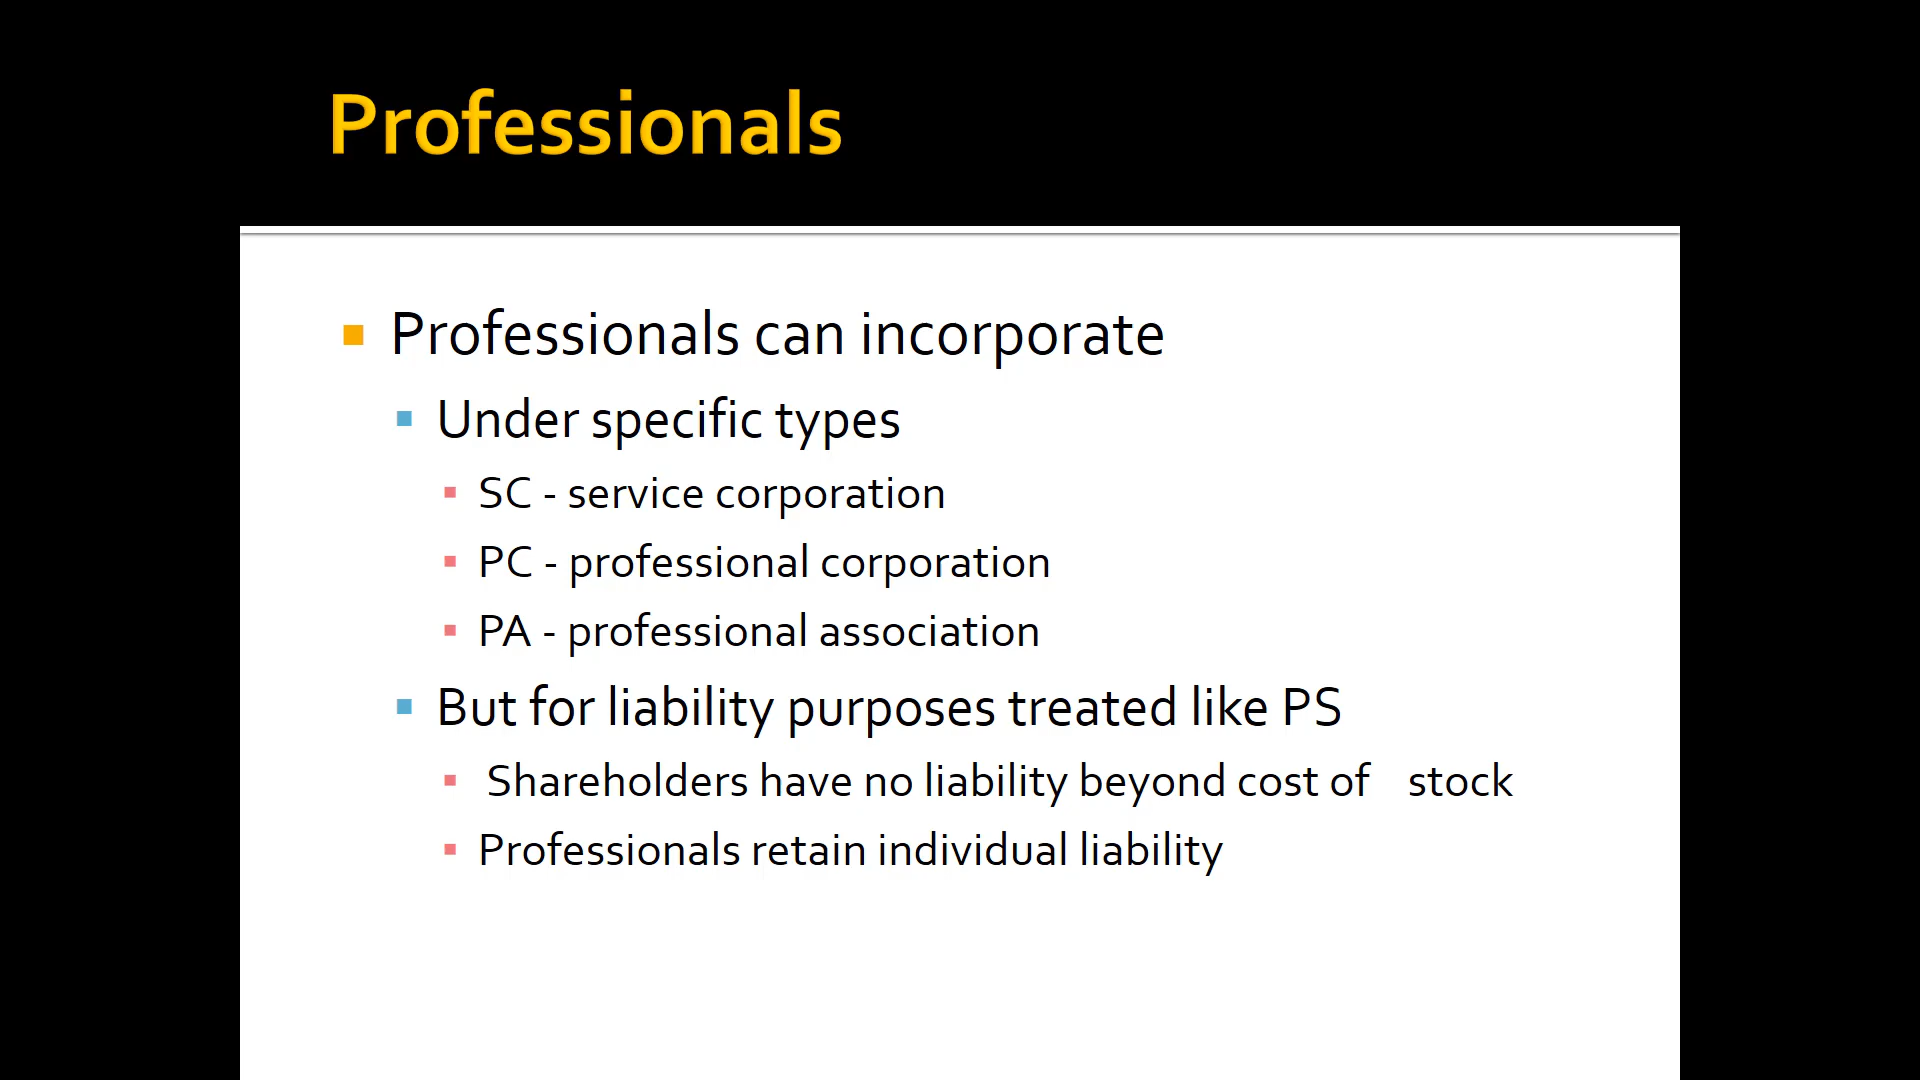 Professionals
Professionals can incorporate
Under specific types
SC - service corporation
PC - professional corporation
PA - professional association
But for liability purposes treated like PS
Shareholders have no liability beyond cost of stock
Professionals retain individual liability